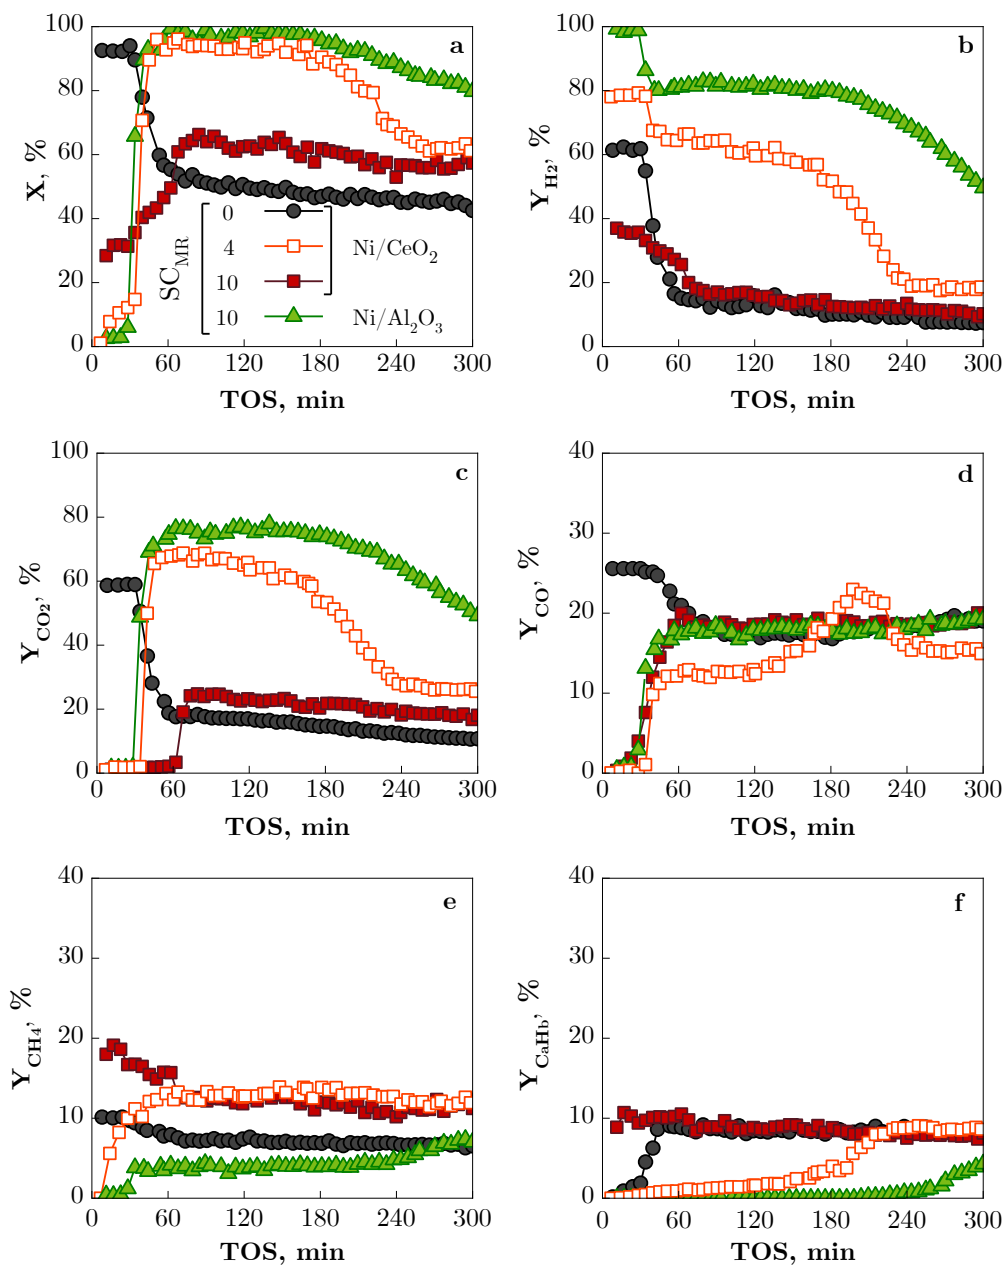 a
X, %
100
80
60
40
20
0
SC_MR
0
4
10
10
Ni/CeO₂
Ni/Al₂O₃
0 60 120 180 240 300
TOS, min
b
Y_H2, %
100
80
60
40
20
0
0 60 120 180 240 300
TOS, min
c
Y_CO₂, %
100
80
60
40
20
0
0 60 120 180 240 300
TOS, min
d
Y_CO, %
40
30
20
10
0
0 60 120 180 240 300
TOS, min
e
Y_CH4, %
40
30
20
10
0
0 60 120 180 240 300
TOS, min
f
Y_CaHb, %
40
30
20
10
0
0 60 120 180 240 300
TOS, min